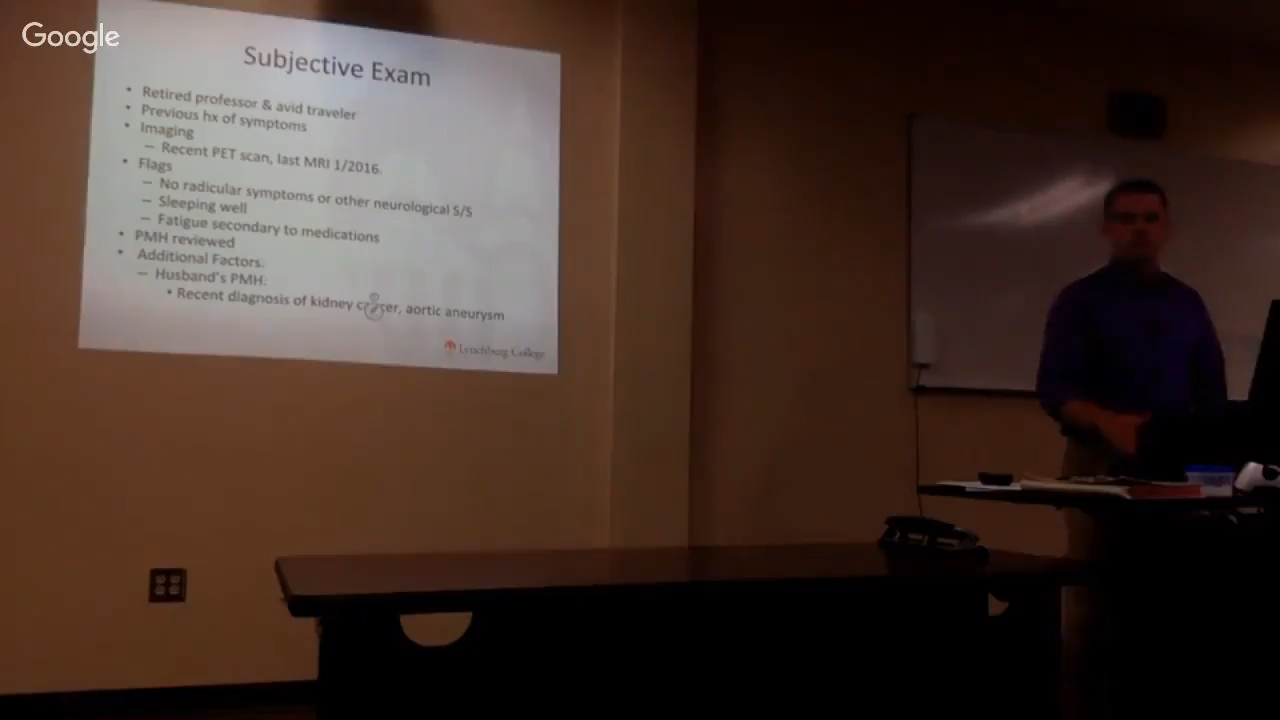 Google
Subjective Exam
• Retired professor & avid traveler
• Previous hx of symptoms
• Imaging
– Recent PET scan, last MRI 1/2016.
• Flags
– No radicular symptoms or other neurological S/S
– Sleeping well
– Fatigue secondary to medications
• PMH reviewed
• Additional Factors:
– Husband's PMH:
• Recent diagnosis of kidney cancer, aortic aneurysm
Lynchburg College